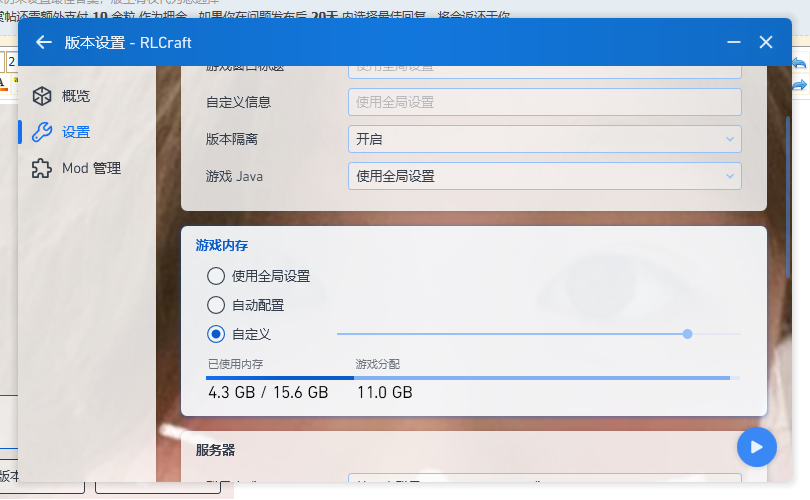 赏帖还需额外支付 10 金粒 作为押金，如果你在问题发布后 20天 内选择最佳回复，将会返还于你
版本设置 - RLCraft
2
概览
设置
Mod 管理
游戏窗口标题
使用全局设置
自定义信息
使用全局设置
版本隔离
开启
游戏 Java
使用全局设置
游戏内存
使用全局设置
自动配置
自定义
已使用内存
游戏分配
4.3 GB / 15.6 GB
11.0 GB
服务器
版本